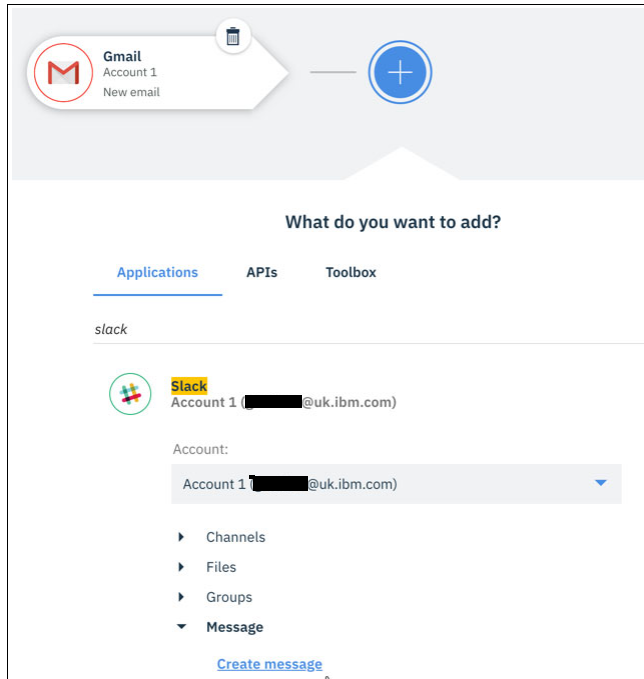 Gmail
Account 1
New email
What do you want to add?
Applications APIs Toolbox
slack
Slack
Account 1 ( @uk.ibm.com)
Account:
Account 1 ( @uk.ibm.com)
Channels
Files
Groups
Message
Create message